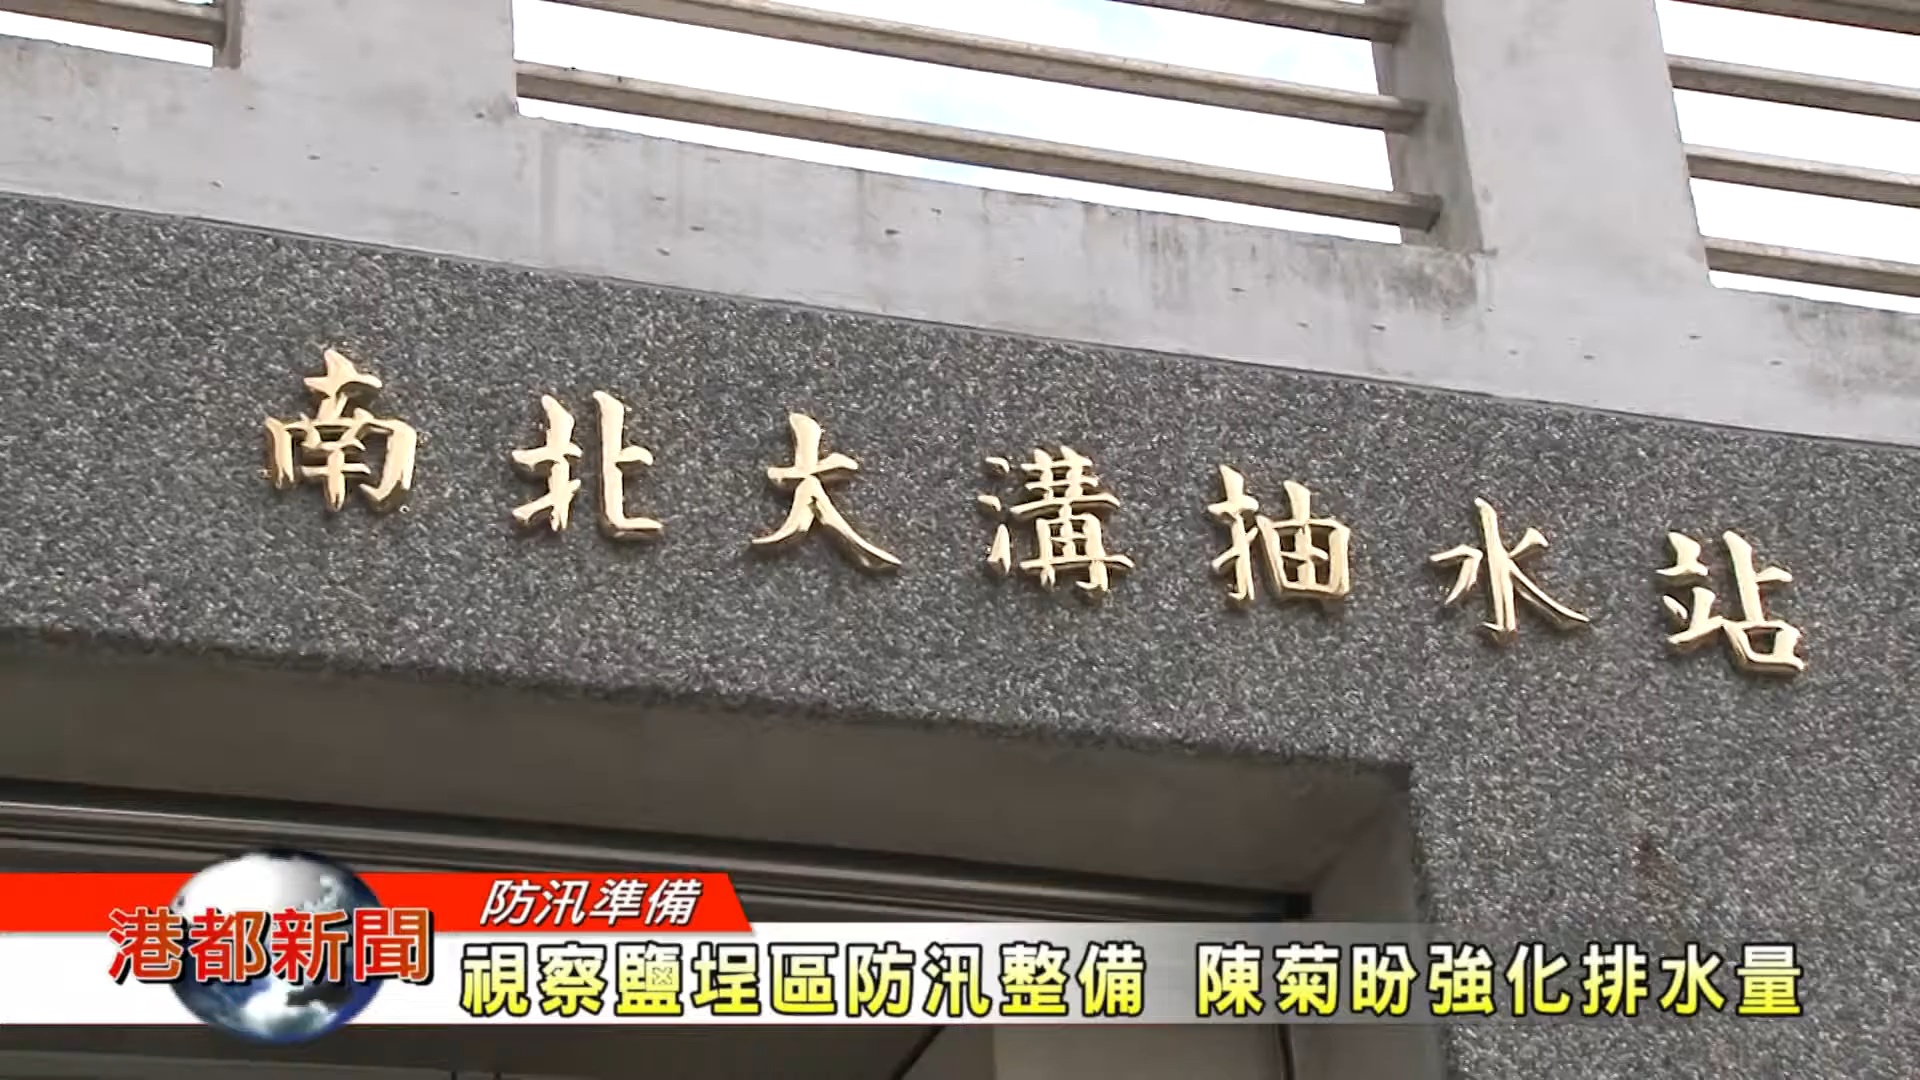 南北大溝抽水站
防汛準備
港都新聞
視察鹽埕區防汛整備 陳菊盼強化排水量